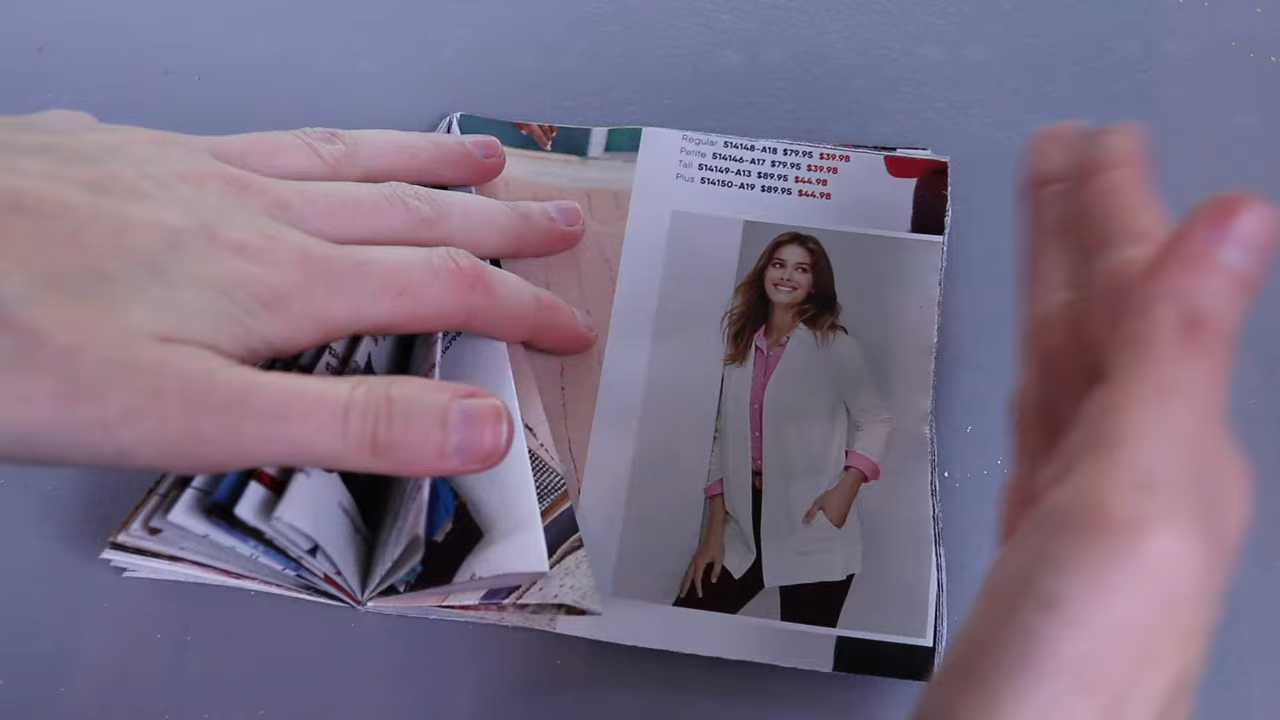 Regular 514148-A18 $79.95 $39.98
Petite 514146-A17 $79.95 $39.98
Tall 514149-A13 $89.95 $44.98
Plus 514150-A19 $89.95 $44.98